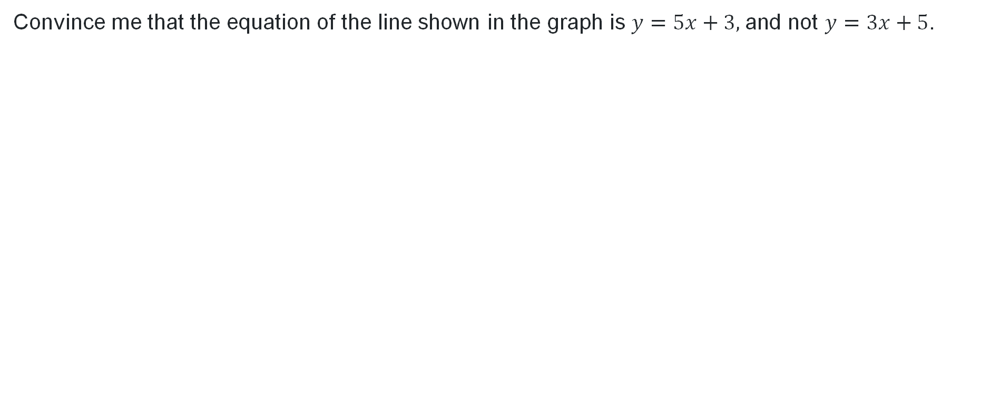 Convince me that the equation of the line shown in the graph is y = 5x + 3, and not y = 3x + 5.